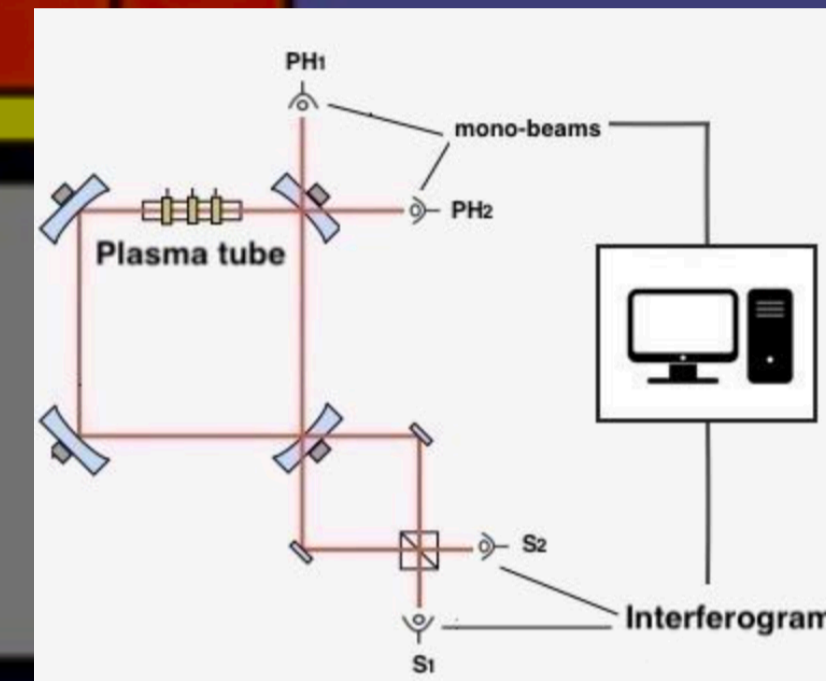 PH1
mono-beams
PH2
Plasma tube
S2
Interferogram
S1